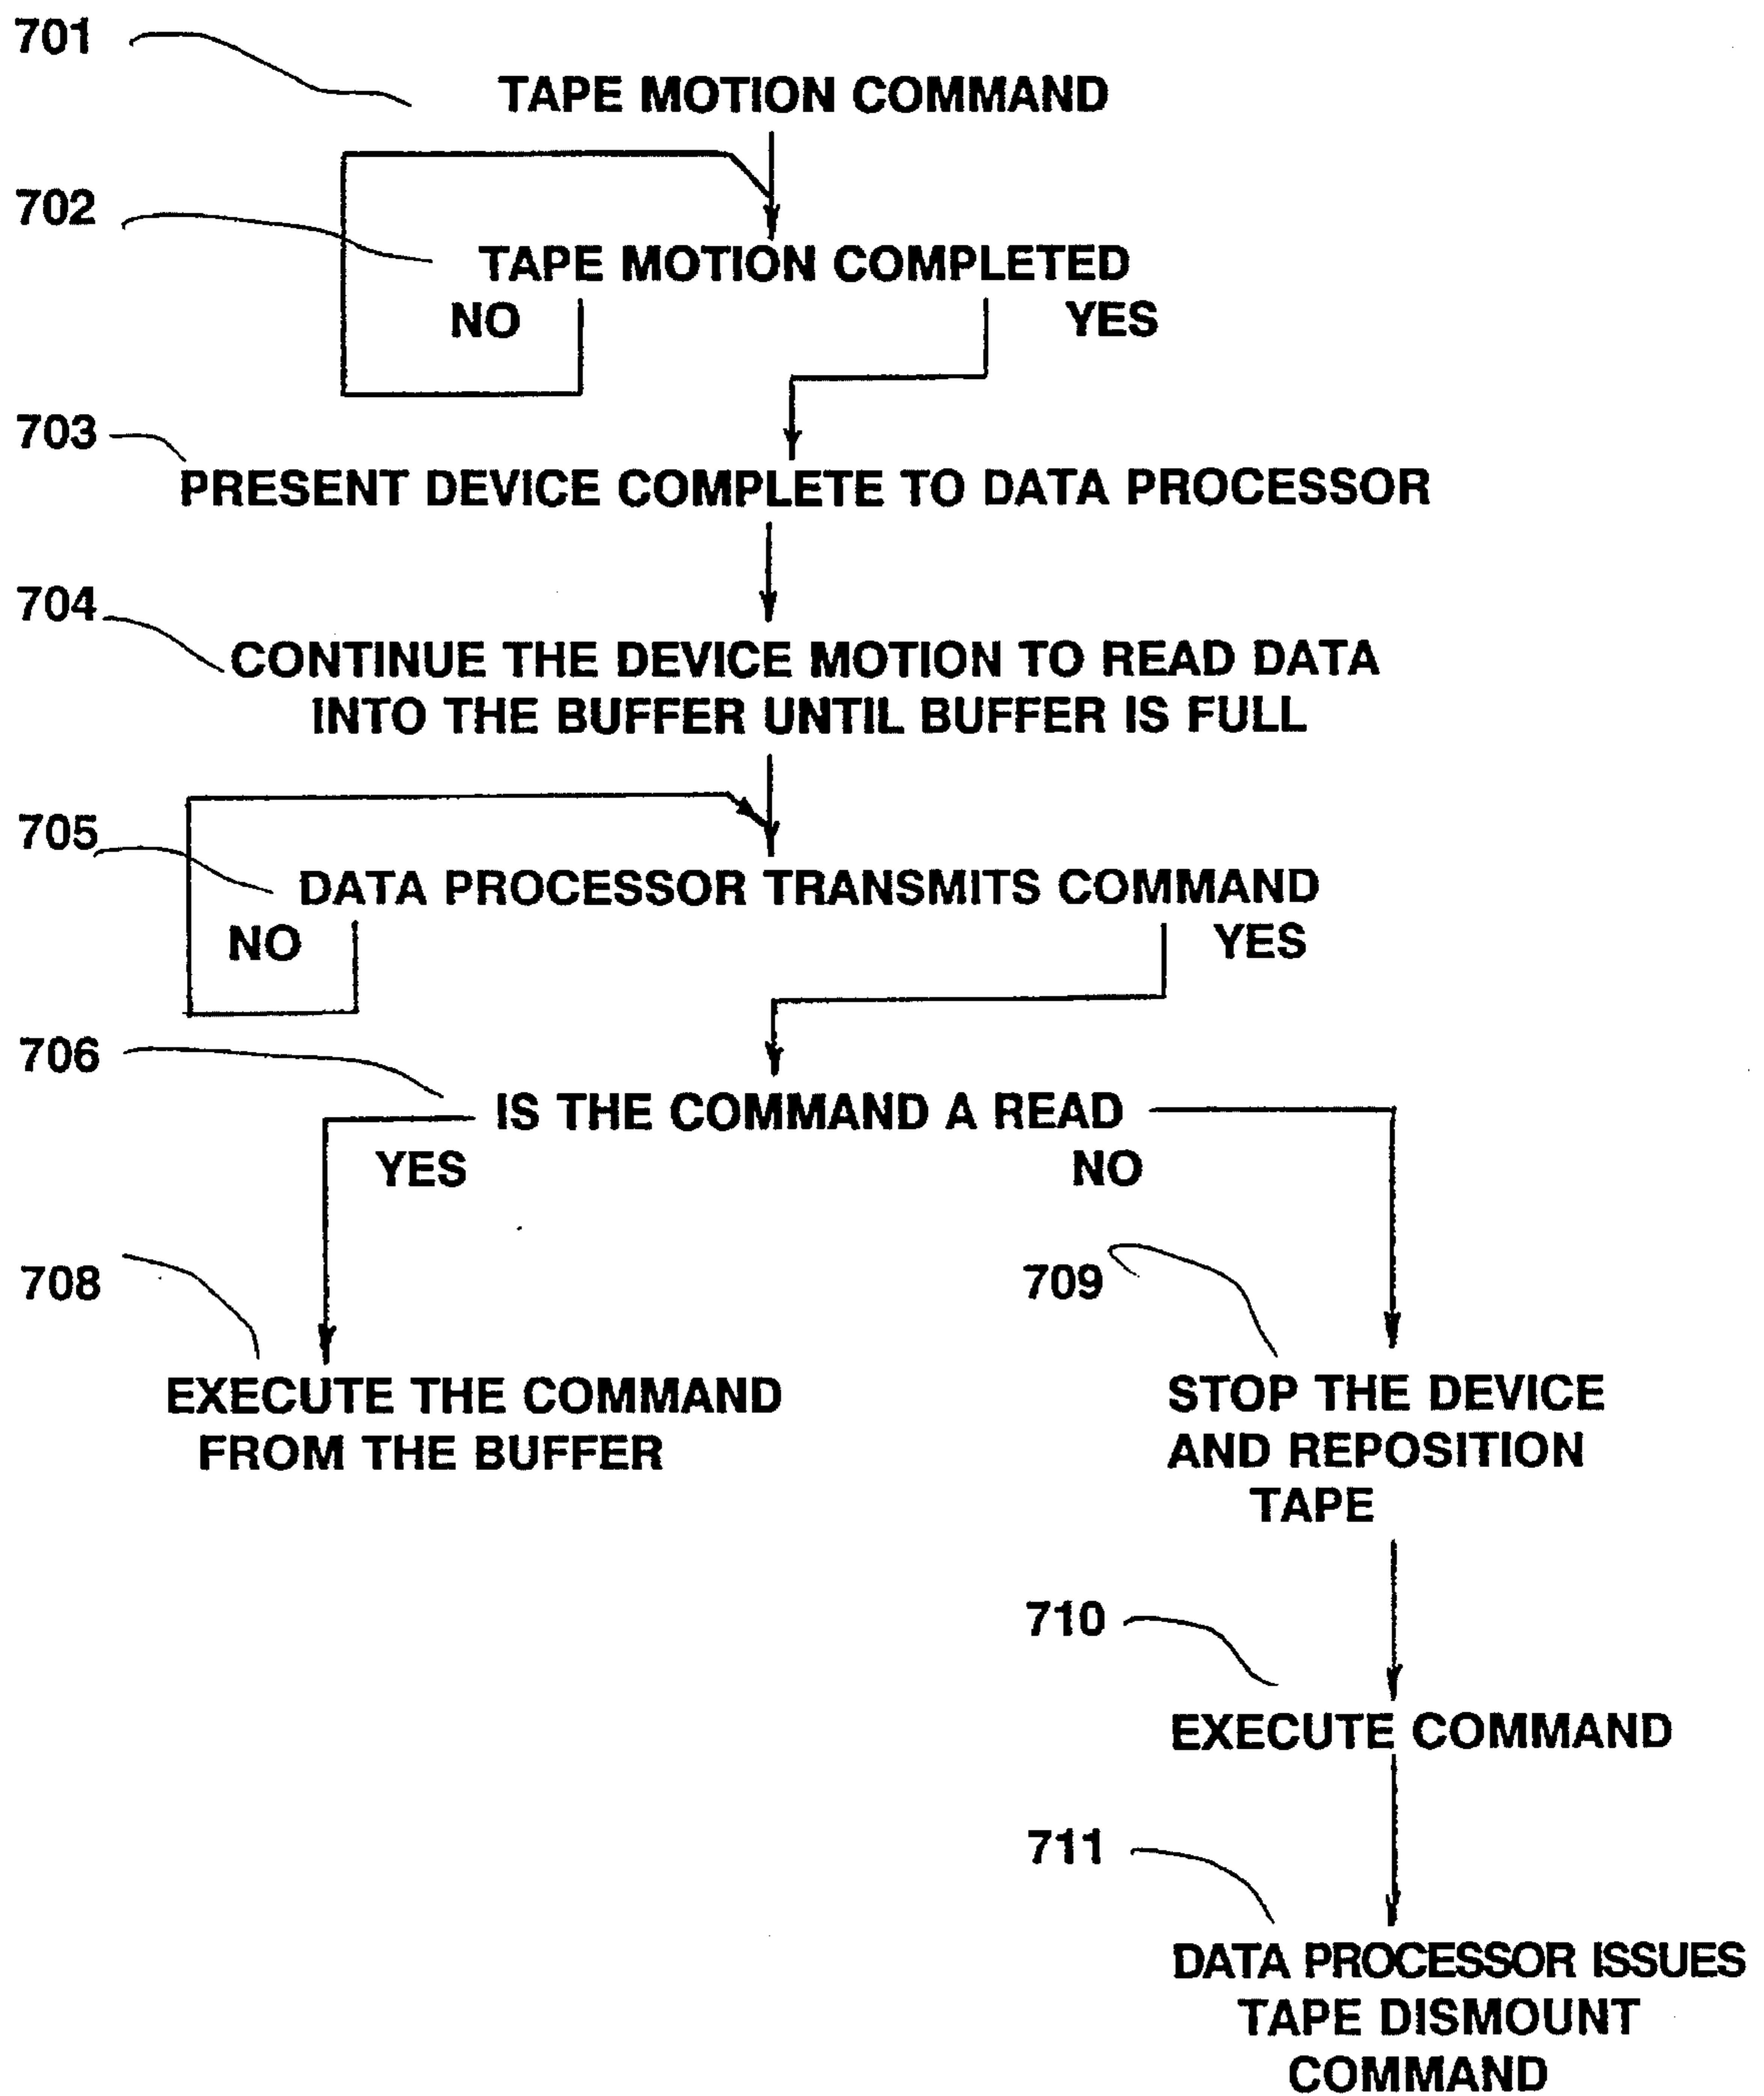 701
TAPE MOTION COMMAND
702
TAPE MOTION COMPLETED
NO
YES
703
PRESENT DEVICE COMPLETE TO DATA PROCESSOR
704
CONTINUE THE DEVICE MOTION TO READ DATA
INTO THE BUFFER UNTIL BUFFER IS FULL
705
DATA PROCESSOR TRANSMITS COMMAND
NO
YES
706
IS THE COMMAND A READ
YES
NO
708
709
EXECUTE THE COMMAND
FROM THE BUFFER
STOP THE DEVICE
AND REPOSITION
TAPE
710
EXECUTE COMMAND
711
DATA PROCESSOR ISSUES
TAPE DISMOUNT
COMMAND